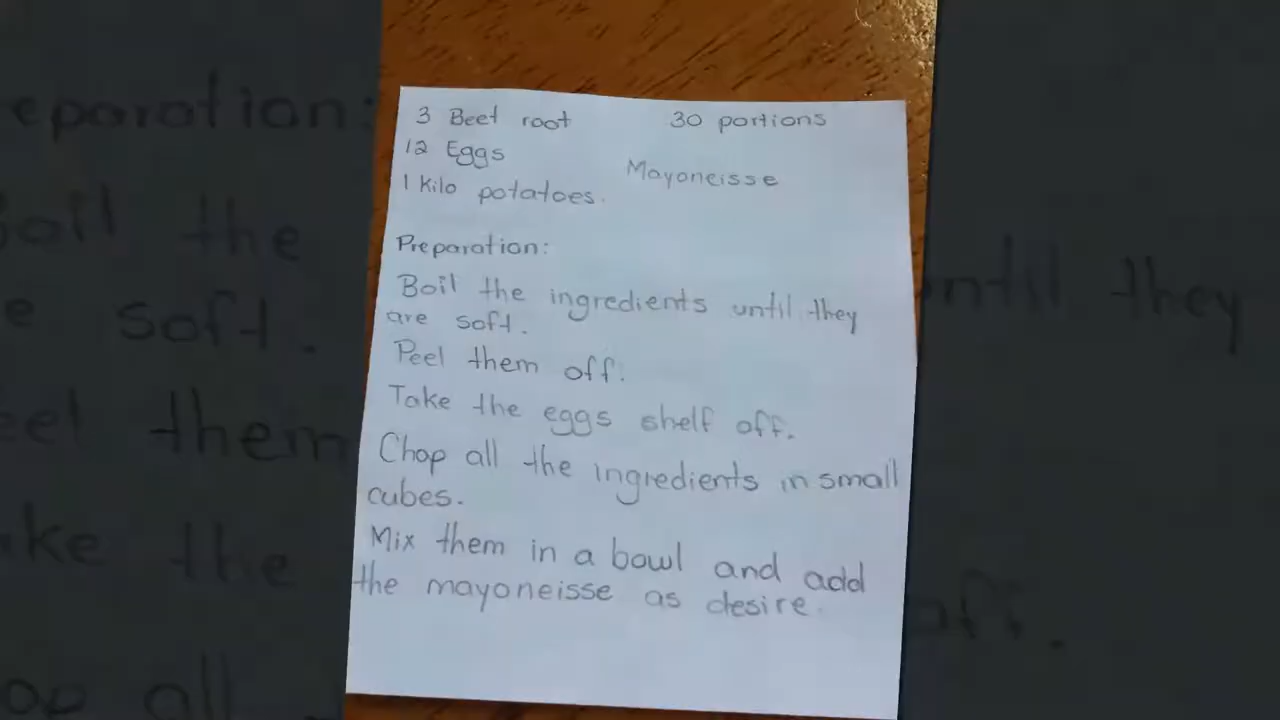 3 Beet root 30 portions
12 Eggs
Mayoneisse
1 Kilo potatoes.
Preparation:
Boil the ingredients until they
are soft.
Peel them off.
Take the eggs shelf off.
Chop all the ingredients in small
cubes.
Mix them in a bowl and add
the mayoneisse as desire.